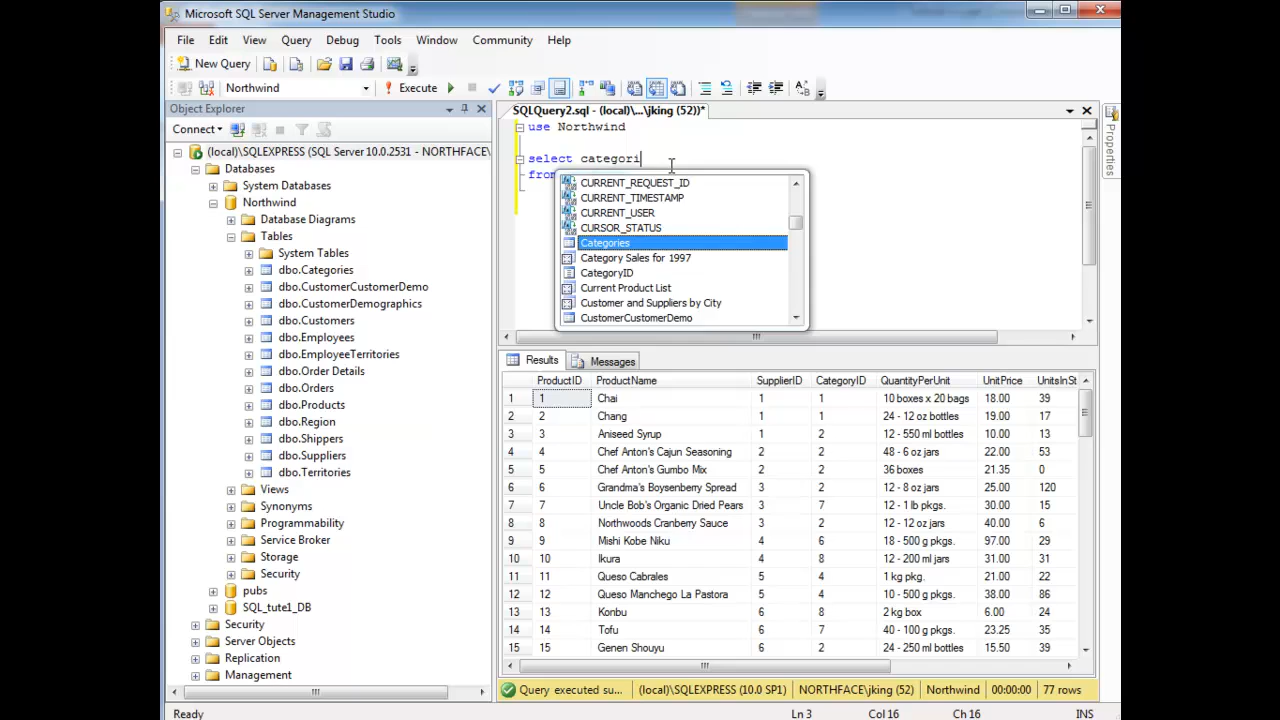 Microsoft SQL Server Management Studio
File Edit View Query Debug Tools Window Community Help
New Query
Northwind Execute
Object Explorer
Connect
(local)\SQLEXPRESS (SQL Server 10.0.2531 - NORTHFACE\
Databases
System Databases
Northwind
Database Diagrams
Tables
System Tables
dbo.Categories
dbo.CustomerCustomerDemo
dbo.CustomerDemographics
dbo.Customers
dbo.Employees
dbo.EmployeeTerritories
dbo.Order Details
dbo.Orders
dbo.Products
dbo.Region
dbo.Shippers
dbo.Suppliers
dbo.Territories
Views
Synonyms
Programmability
Service Broker
Storage
Security
pubs
SQL_tute1_DB
Security
Server Objects
Replication
Management
SQLQuery2.sql - (local)\...\jking (52))*
use Northwind
select categori
fro
CURRENT_REQUEST_ID
CURRENT_TIMESTAMP
CURRENT_USER
CURSOR_STATUS
Categories
Category Sales for 1997
CategoryID
Current Product List
Customer and Suppliers by City
CustomerCustomerDemo
Properties
Results Messages
ProductID ProductName SupplierID CategoryID QuantityPerUnit UnitPrice UnitsInSt
1 1 Chai 1 1 10 boxes x 20 bags 18.00 39
2 2 Chang 1 1 24 - 12 oz bottles 19.00 17
3 3 Aniseed Syrup 1 2 12 - 550 ml bottles 10.00 13
4 4 Chef Anton's Cajun Seasoning 2 2 48 - 6 oz jars 22.00 53
5 5 Chef Anton's Gumbo Mix 2 2 36 boxes 21.35 0
6 6 Grandma's Boysenberry Spread 3 2 12 - 8 oz jars 25.00 120
7 7 Uncle Bob's Organic Dried Pears 3 7 12 - 1 lb pkgs. 30.00 15
8 8 Northwoods Cranberry Sauce 3 2 12 - 12 oz jars 40.00 6
9 9 Mishi Kobe Niku 4 6 18 - 500 g pkgs. 97.00 29
10 10 Ikura 4 8 12 - 200 ml jars 31.00 31
11 11 Queso Cabrales 5 4 1 kg pkg. 21.00 22
12 12 Queso Manchego La Pastora 5 4 10 - 500 g pkgs. 38.00 86
13 13 Konbu 6 8 2 kg box 6.00 24
14 14 Tofu 6 7 40 - 100 g pkgs. 23.25 35
15 15 Genen Shouyu 6 2 24 - 250 ml bottles 15.50 39
Query executed su... (local)\SQLEXPRESS (10.0 SP1) NORTHFACE\jking (52) Northwind 00:00:00 77 rows
Ready Ln 3 Col 16 Ch 16 INS